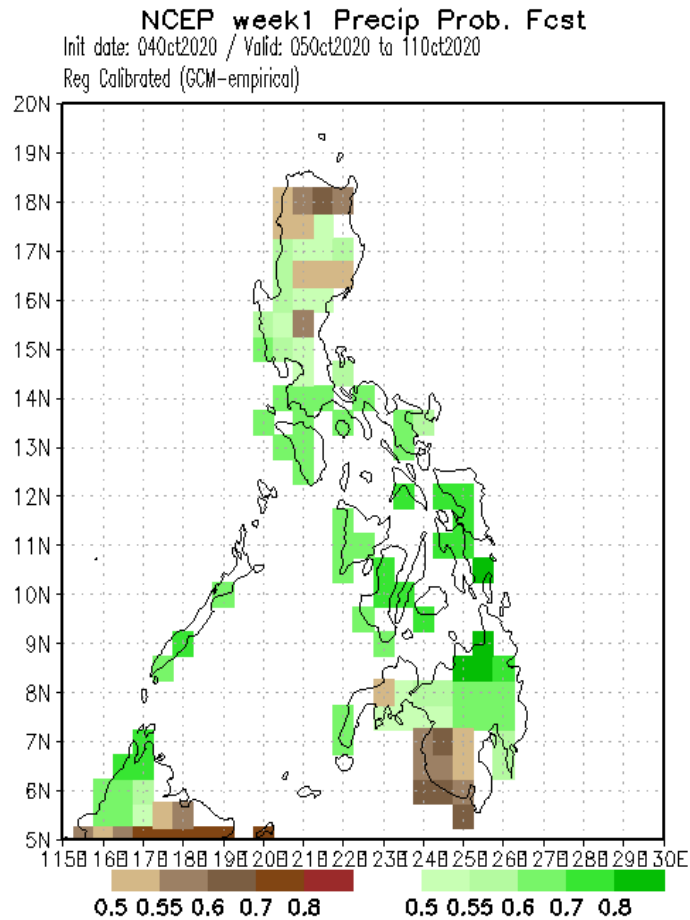 NCEP week1 Precip Prob. Fcst
Init date: 04Oct2020 / Valid: 05Oct2020 to 11Oct2020
Reg Calibrated (GCM-empirical)
20N
19N
18N
17N
16N
15N
14N
13N
12N
11N
10N
9N
8N
7N
6N
5N
0.5 0.55 0.6 0.7 0.8
0.5 0.55 0.6 0.7 0.8